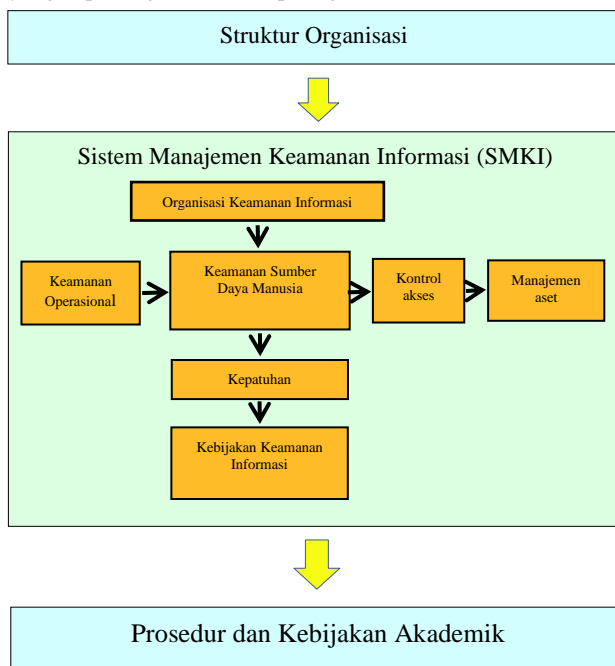 Struktur Organisasi
Sistem Manajemen Keamanan Informasi (SMKI)
Organisasi Keamanan Informasi
Keamanan
Operasional
Keamanan Sumber
Daya Manusia
Kontrol
akses
Manajemen
aset
Kepatuhan
Kebijakan Keamanan
Informasi
Prosedur dan Kebijakan Akademik